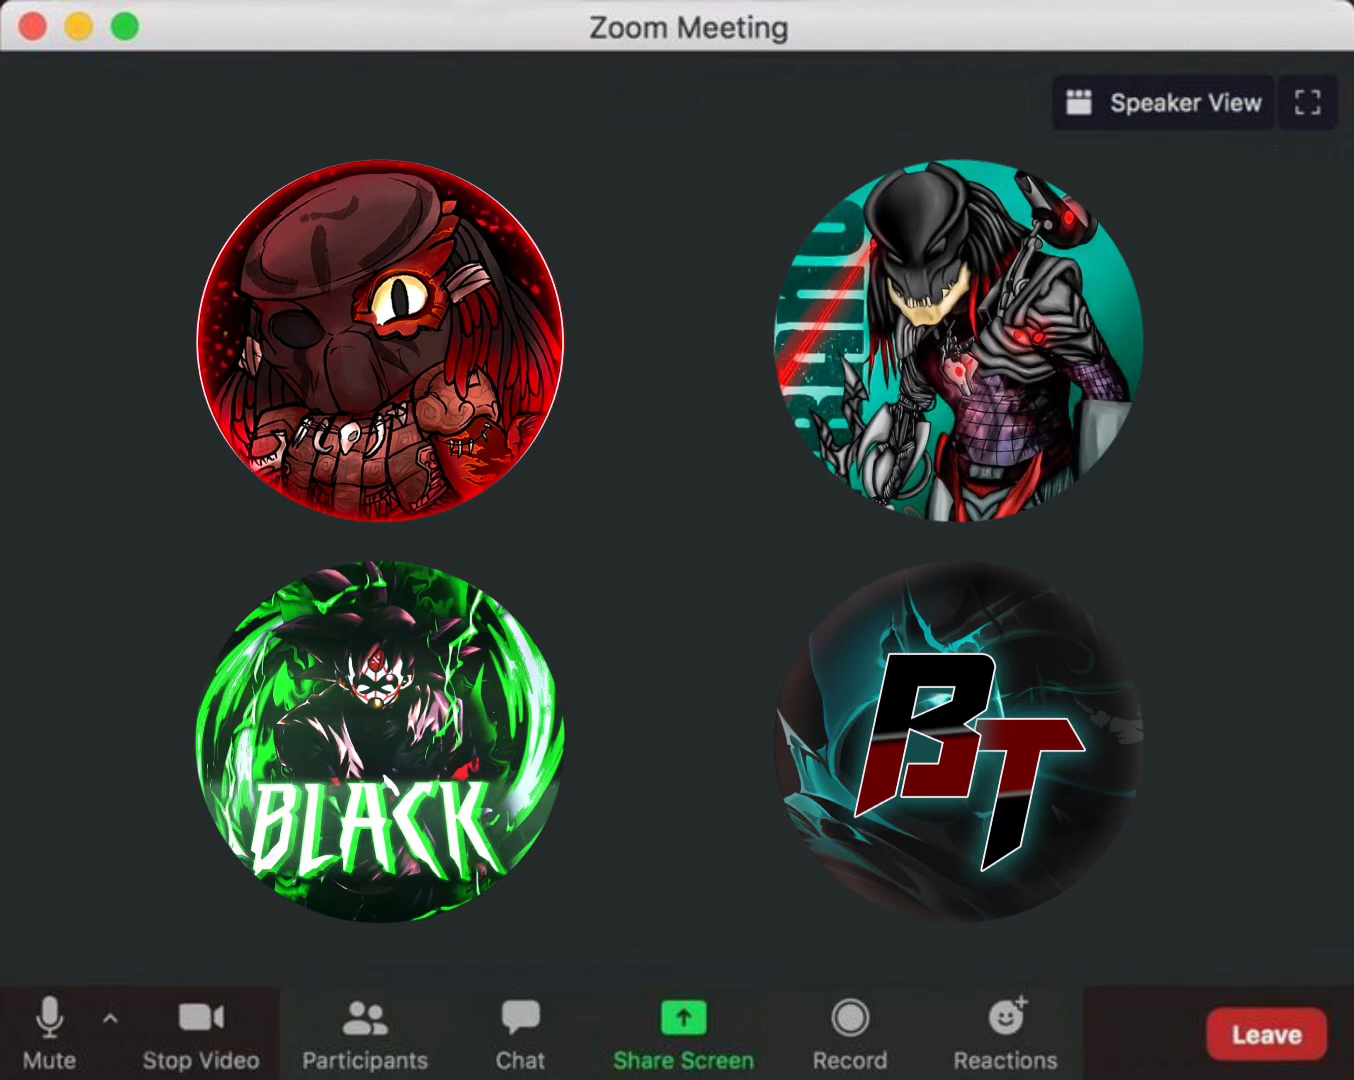 Zoom Meeting
Speaker View
BLACK
BT
Mute
Stop Video
Participants
Chat
Share Screen
Record
Reactions
Leave